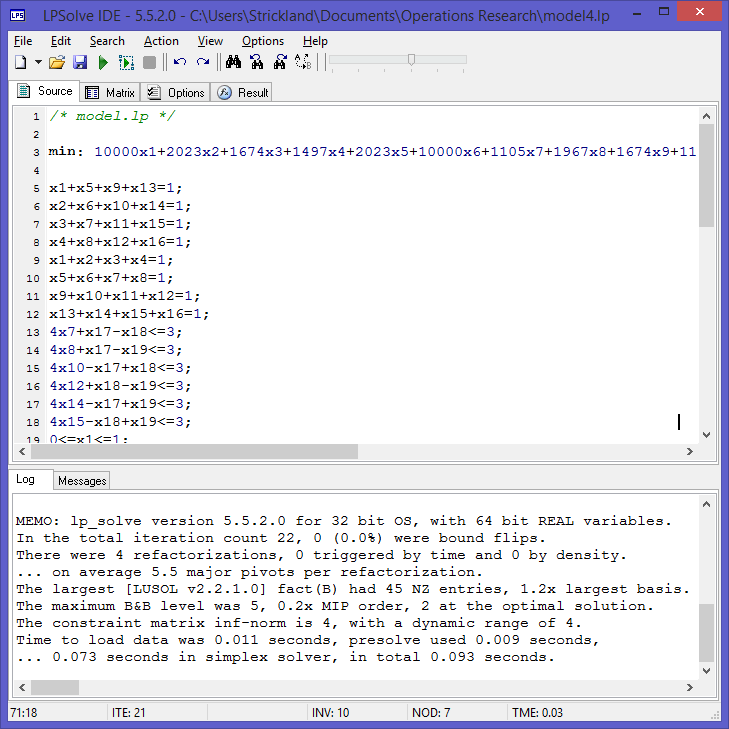 LPSolve IDE - 5.5.2.0 - C:\Users\Strickland\Documents\Operations Research\model4.lp
File Edit Search Action View Options Help
Source Matrix Options Result
1 /* model.lp */
2
3 min: 10000x1+2023x2+1674x3+1497x4+2023x5+10000x6+1105x7+1967x8+1674x9+11
4
5 x1+x5+x9+x13=1;
6 x2+x6+x10+x14=1;
7 x3+x7+x11+x15=1;
8 x4+x8+x12+x16=1;
9 x1+x2+x3+x4=1;
10 x5+x6+x7+x8=1;
11 x9+x10+x11+x12=1;
12 x13+x14+x15+x16=1;
13 4x7+x17-x18<=3;
14 4x8+x17-x19<=3;
15 4x10-x17+x18<=3;
16 4x12+x18-x19<=3;
17 4x14-x17+x19<=3;
18 4x15-x18+x19<=3;
19 0<=x1<=1;
Log Messages
MEMO: lp_solve version 5.5.2.0 for 32 bit OS, with 64 bit REAL variables.
In the total iteration count 22, 0 (0.0%) were bound flips.
There were 4 refactorizations, 0 triggered by time and 0 by density.
... on average 5.5 major pivots per refactorization.
The largest [LUSOL v2.2.1.0] fact(B) had 45 NZ entries, 1.2x largest basis.
The maximum B&B level was 5, 0.2x MIP order, 2 at the optimal solution.
The constraint matrix inf-norm is 4, with a dynamic range of 4.
Time to load data was 0.011 seconds, presolve used 0.009 seconds,
... 0.073 seconds in simplex solver, in total 0.093 seconds.
71:18 ITE: 21 INV: 10 NOD: 7 TME: 0.03